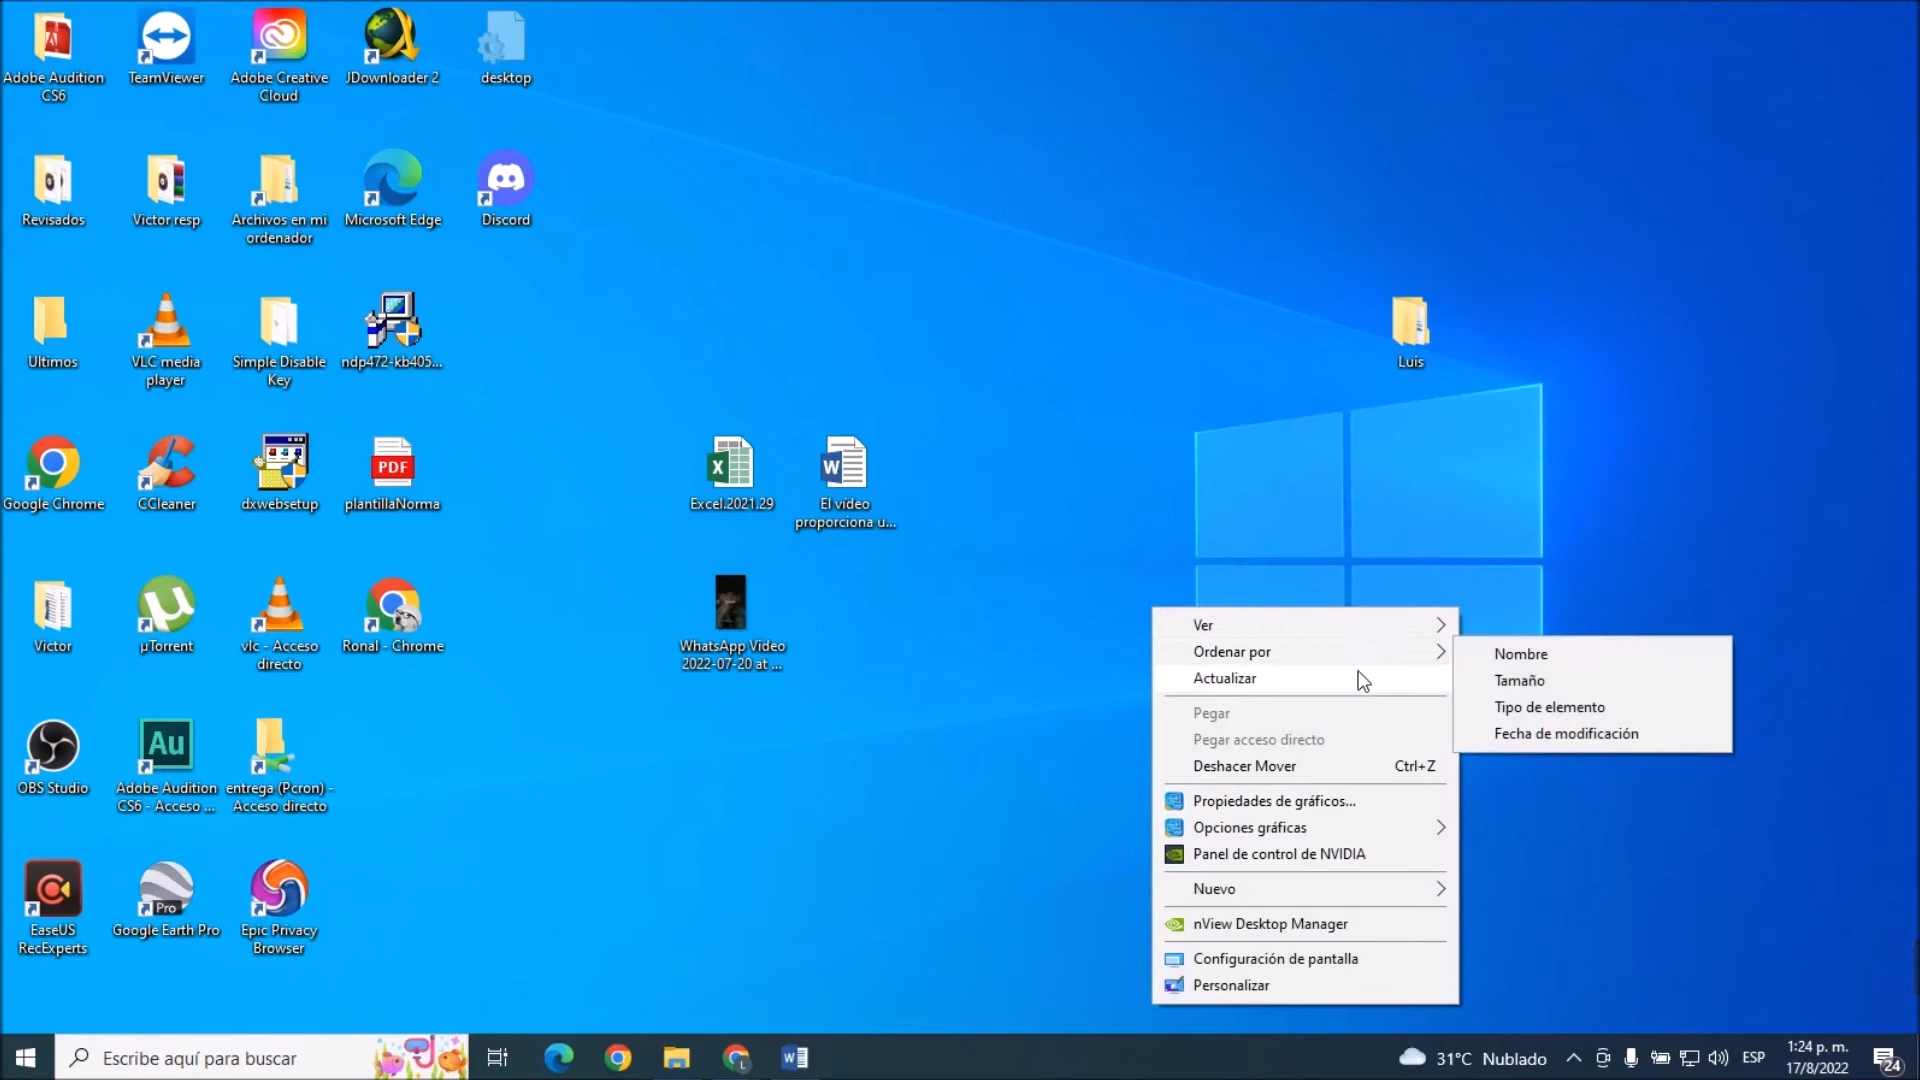 Adobe Audition
CS6
TeamViewer
Adobe Creative
Cloud
JDownloader 2
desktop
Revisados
Victor resp
Archivos en mi
ordenador
Microsoft Edge
Discord
Ultimos
VLC media
player
Simple Disable
Key
ndp472-kb405...
Luis
Google Chrome
CCleaner
dxwebsetup
PDF
plantillaNorma
X
Excel.2021.29
W
El vídeo
proporciona u...
Victor
µTorrent
vlc - Acceso
directo
Ronal - Chrome
WhatsApp Video
2022-07-20 at ...
OBS Studio
Au
Adobe Audition
CS6 - Acceso ...
entrega (Pcron) -
Acceso directo
EaseUS
RecExperts
Pro
Google Earth Pro
Epic Privacy
Browser
Ver
Ordenar por
Actualizar
Pegar
Pegar acceso directo
Deshacer Mover Ctrl+Z
Propiedades de gráficos...
Opciones gráficas
Panel de control de NVIDIA
Nuevo
nView Desktop Manager
Configuración de pantalla
Personalizar
Nombre
Tamaño
Tipo de elemento
Fecha de modificación
Escribe aquí para buscar
L
W
31°C Nublado
ESP
1:24 p. m.
17/8/2022
24